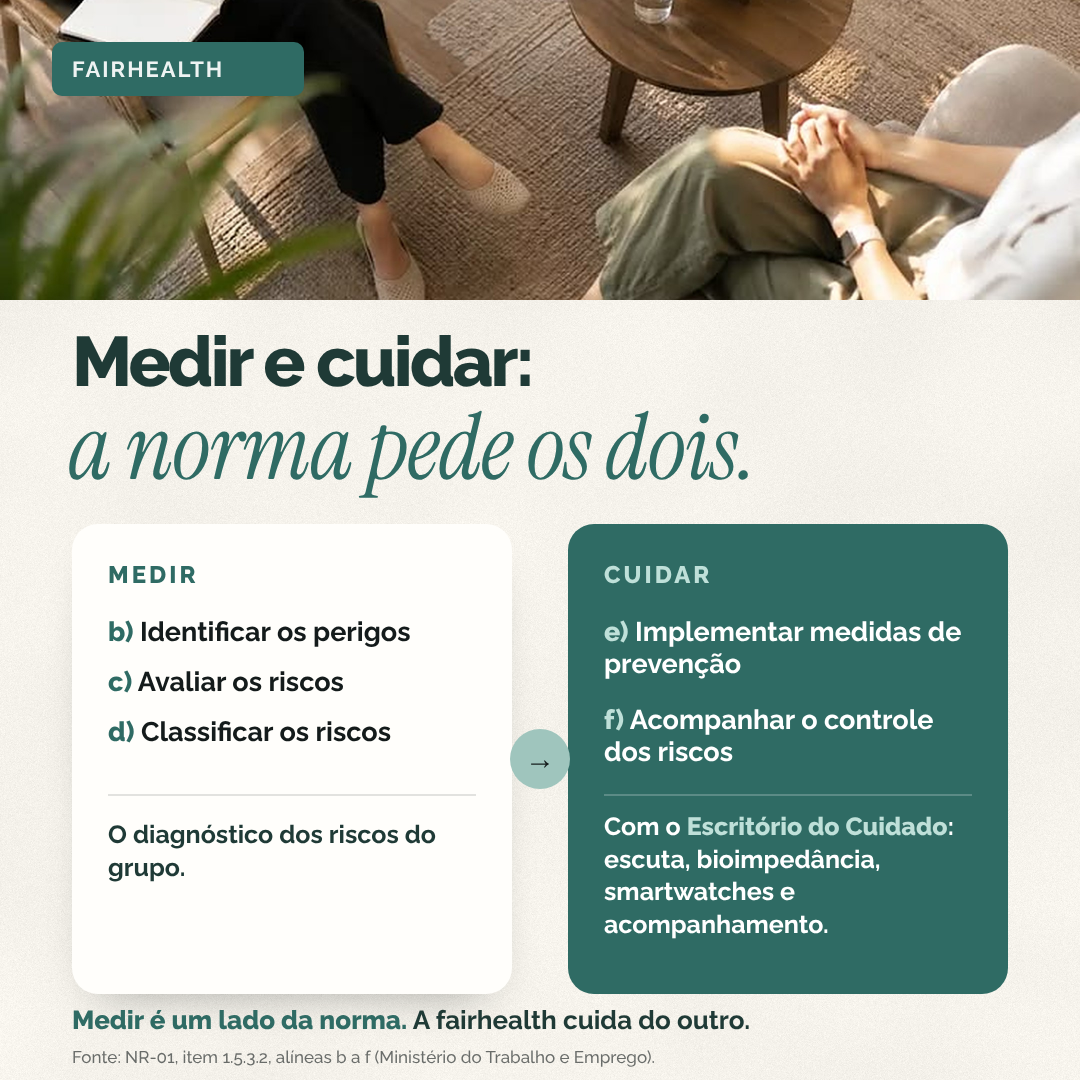 FAIRHEALTH
Medir e cuidar:
a norma pede os dois.
MEDIR
b) Identificar os perigos
c) Avaliar os riscos
d) Classificar os riscos
O diagnóstico dos riscos do
grupo.
→
CUIDAR
e) Implementar medidas de
prevenção
f) Acompanhar o controle
dos riscos
Com o Escritório do Cuidado:
escuta, bioimpedância,
smartwatches e
acompanhamento.
Medir é um lado da norma. A fairhealth cuida do outro.
Fonte: NR-01, item 1.5.3.2, alíneas b a f (Ministério do Trabalho e Emprego).